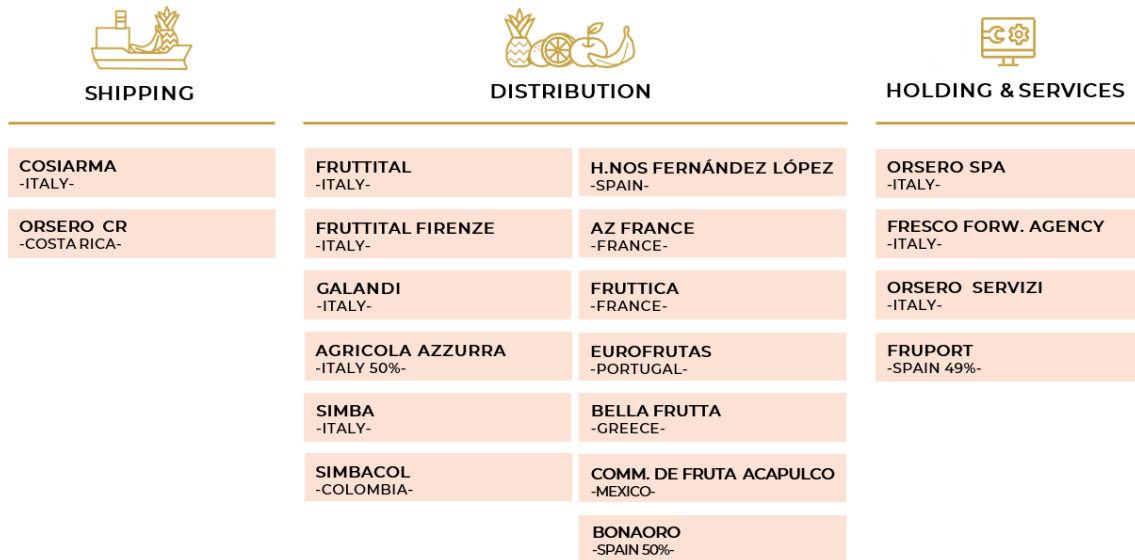 SHIPPING
COSIARMA
-ITALY-
ORSERO CR
-COSTA RICA-
DISTRIBUTION
FRUTTITAL
-ITALY-
FRUTTITAL FIRENZE
-ITALY-
GALANDI
-ITALY-
AGRICOLA AZZURRA
-ITALY 50%-
SIMBA
-ITALY-
SIMBACOL
-COLOMBIA-
H.NOS FERNÁNDEZ LÓPEZ
-SPAIN-
AZ FRANCE
-FRANCE-
FRUTTICA
-FRANCE-
EUROFRUTAS
-PORTUGAL-
BELLA FRUTTA
-GREECE-
COMM. DE FRUTA ACAPULCO
-MEXICO-
BONAORO
-SPAIN 50%-
HOLDING & SERVICES
ORSERO SPA
-ITALY-
FRESCO FORW. AGENCY
-ITALY-
ORSERO SERVIZI
-ITALY-
FRUPORT
-SPAIN 49%-